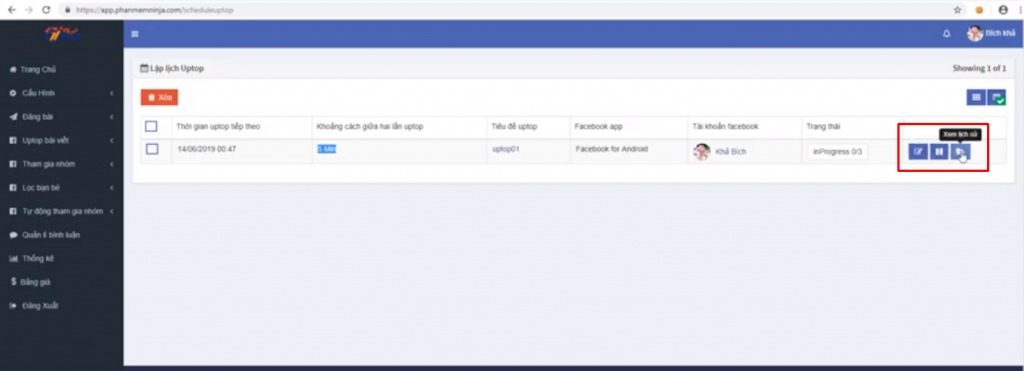 https://app.phanmemninja.com/scheduleuptop
Bích khả
Trang Chủ
Cấu Hình
Đăng bài
Uptop bài viết
Tham gia nhóm
Lọc bạn bè
Tự động tham gia nhóm
Quản lí bình luận
Thống kê
$ Bảng giá
Đăng Xuất
Lập lịch Uptop
Showing 1 of 1
Xóa
Thời gian uptop tiếp theo
Khoảng cách giữa hai lần uptop
Tiêu đề uptop
Facebook app
Tài khoản facebook
Trạng thái
Xem lịch sử
14/06/2019 00:47
5 Min
uptop01
Facebook for Android
Khả Bích
inProgress 0/3